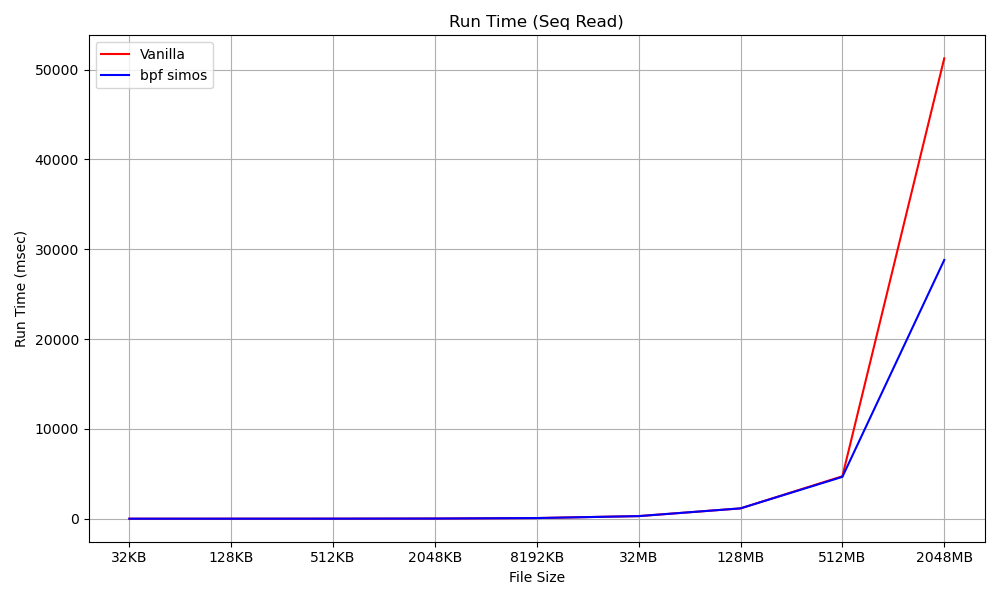 Run Time (Seq Read)
Vanilla
bpf simos
Run Time (msec)
50000
40000
30000
20000
10000
0
32KB 128KB 512KB 2048KB 8192KB 32MB 128MB 512MB 2048MB
File Size